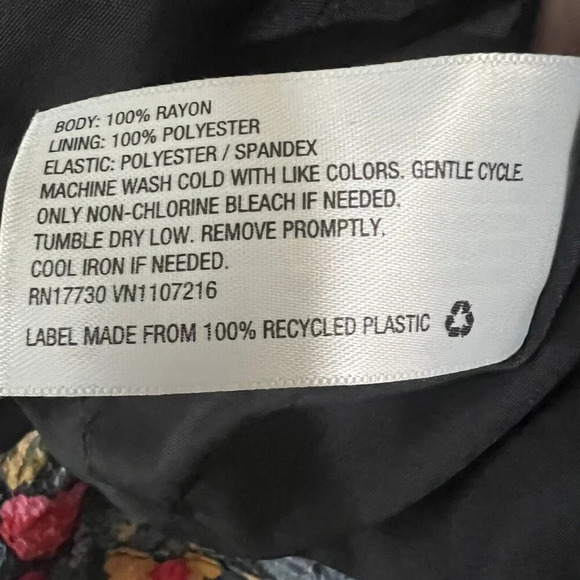 BODY: 100% RAYON
LINING: 100% POLYESTER
ELASTIC: POLYESTER / SPANDEX
MACHINE WASH COLD WITH LIKE COLORS. GENTLE CYCLE.
ONLY NON-CHLORINE BLEACH IF NEEDED.
TUMBLE DRY LOW. REMOVE PROMPTLY.
COOL IRON IF NEEDED.
RN17730 VN1107216
LABEL MADE FROM 100% RECYCLED PLASTIC